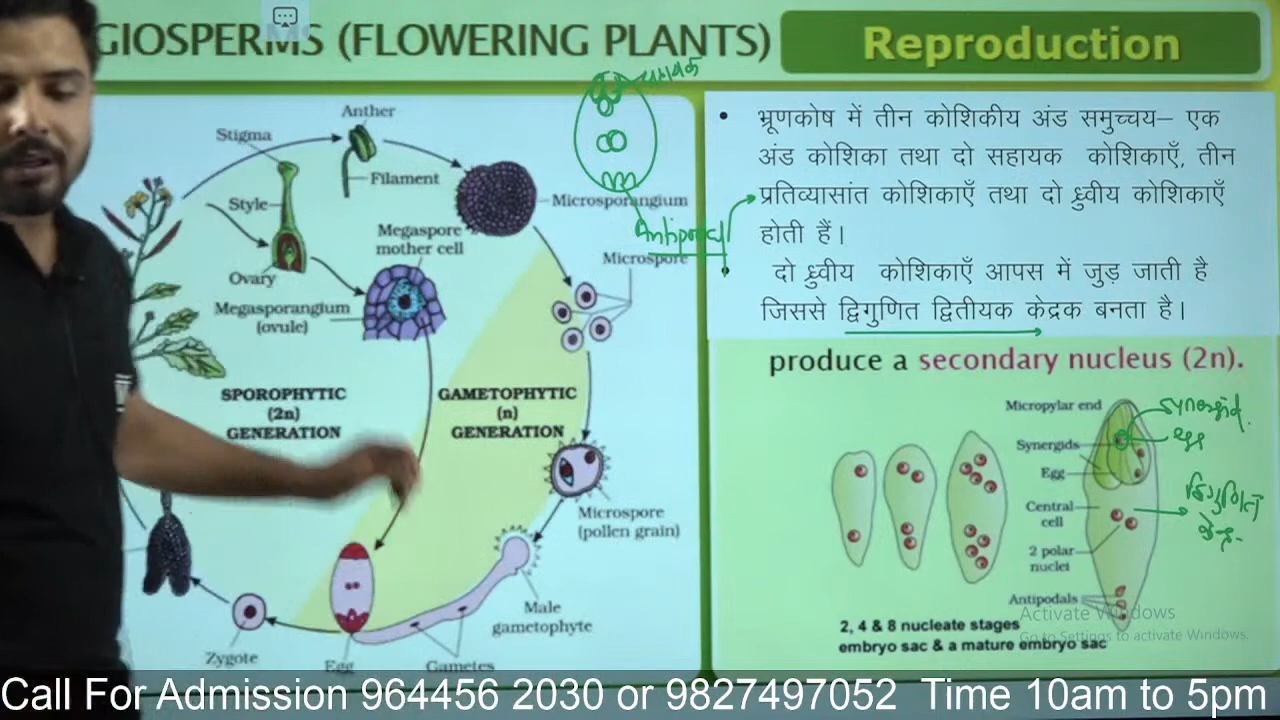 GIOSPERMS (FLOWERING PLANTS)
Reproduction
Anther
Stigma
Filament
Style
Microsporangium
Megaspore
mother cell
Ovary
Microspore
Megasporangium
(ovule)
SPOROPHYTIC
(2n)
GENERATION
GAMETOPHYTIC
(n)
GENERATION
Microspore
(pollen grain)
Male
gametophyte
Zygote
Egg
Gametes
सहायक
• भ्रूणकोष में तीन कोशिकीय अंड समुच्चय– एक
अंड कोशिका तथा दो सहायक कोशिकाएँ, तीन
प्रतिव्यासांत कोशिकाएँ तथा दो ध्रुवीय कोशिकाएँ
होती हैं।
• दो ध्रुवीय कोशिकाएँ आपस में जुड़ जाती है
जिससे द्विगुणित द्वितीयक केंद्रक बनता है।
produce a secondary nucleus (2n).
Micropylar end
Synergids
Egg
egg
Central
cell
2 polar
nuclei
Antipodals
2, 4 & 8 nucleate stages
embryo sac & a mature embryo sac
Activate Windows
Go to Settings to activate Windows.
Call For Admission 964456 2030 or 9827497052 Time 10am to 5pm